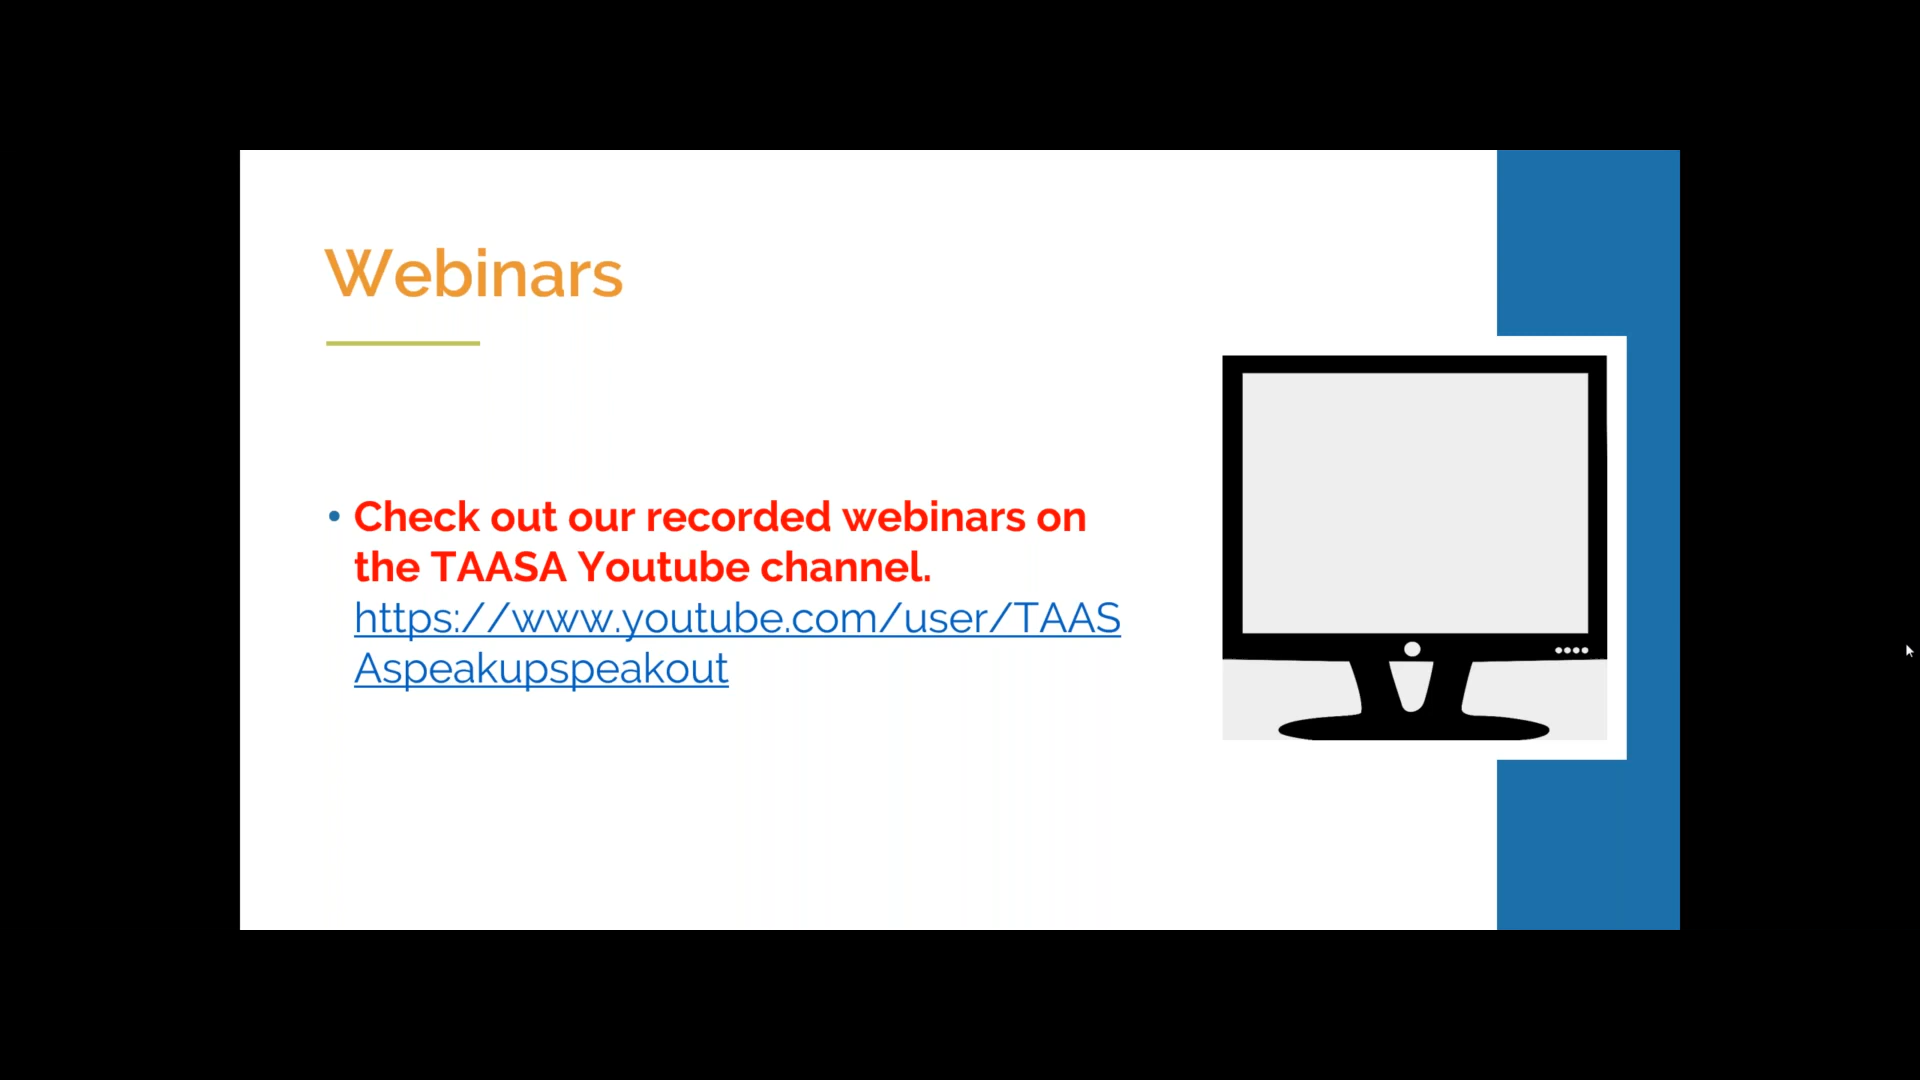 Webinars
• Check out our recorded webinars on
the TAASA Youtube channel.
https://www.youtube.com/user/TAAS
Aspeakupspeakout